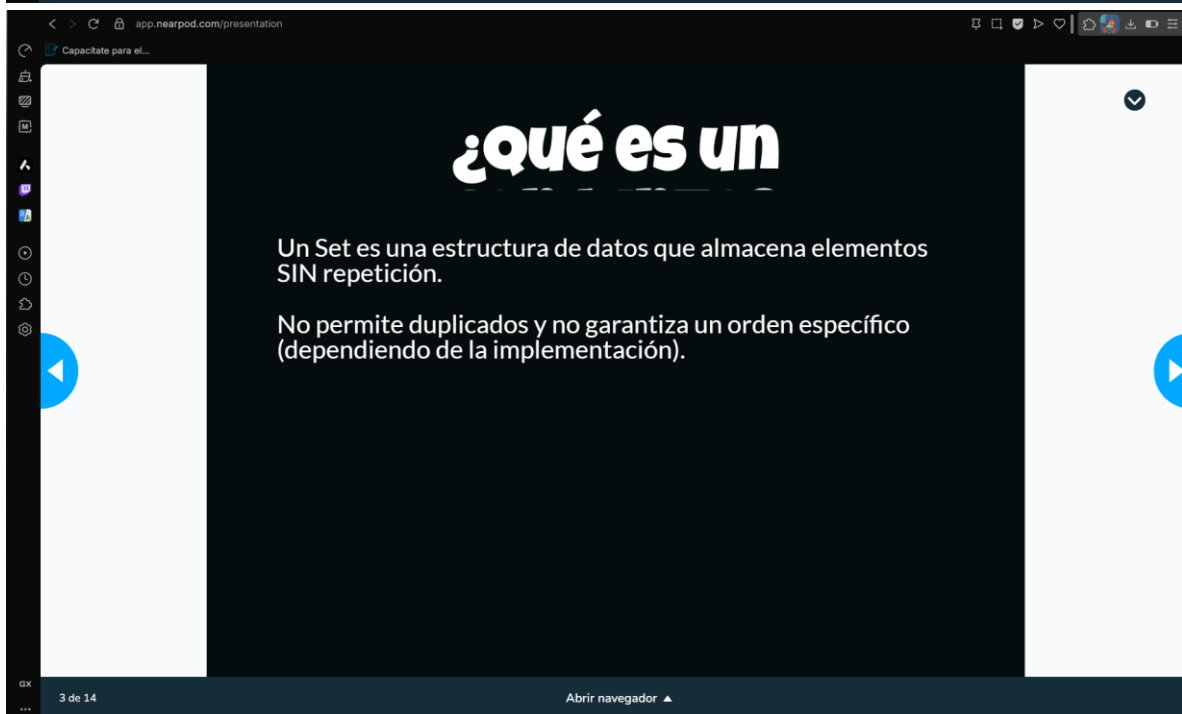 app.nearpod.com/presentation
Capacítate para el...
¿qué es un
Un Set es una estructura de datos que almacena elementos
SIN repetición.
No permite duplicados y no garantiza un orden específico
(dependiendo de la implementación).
GX
3 de 14
Abrir navegador